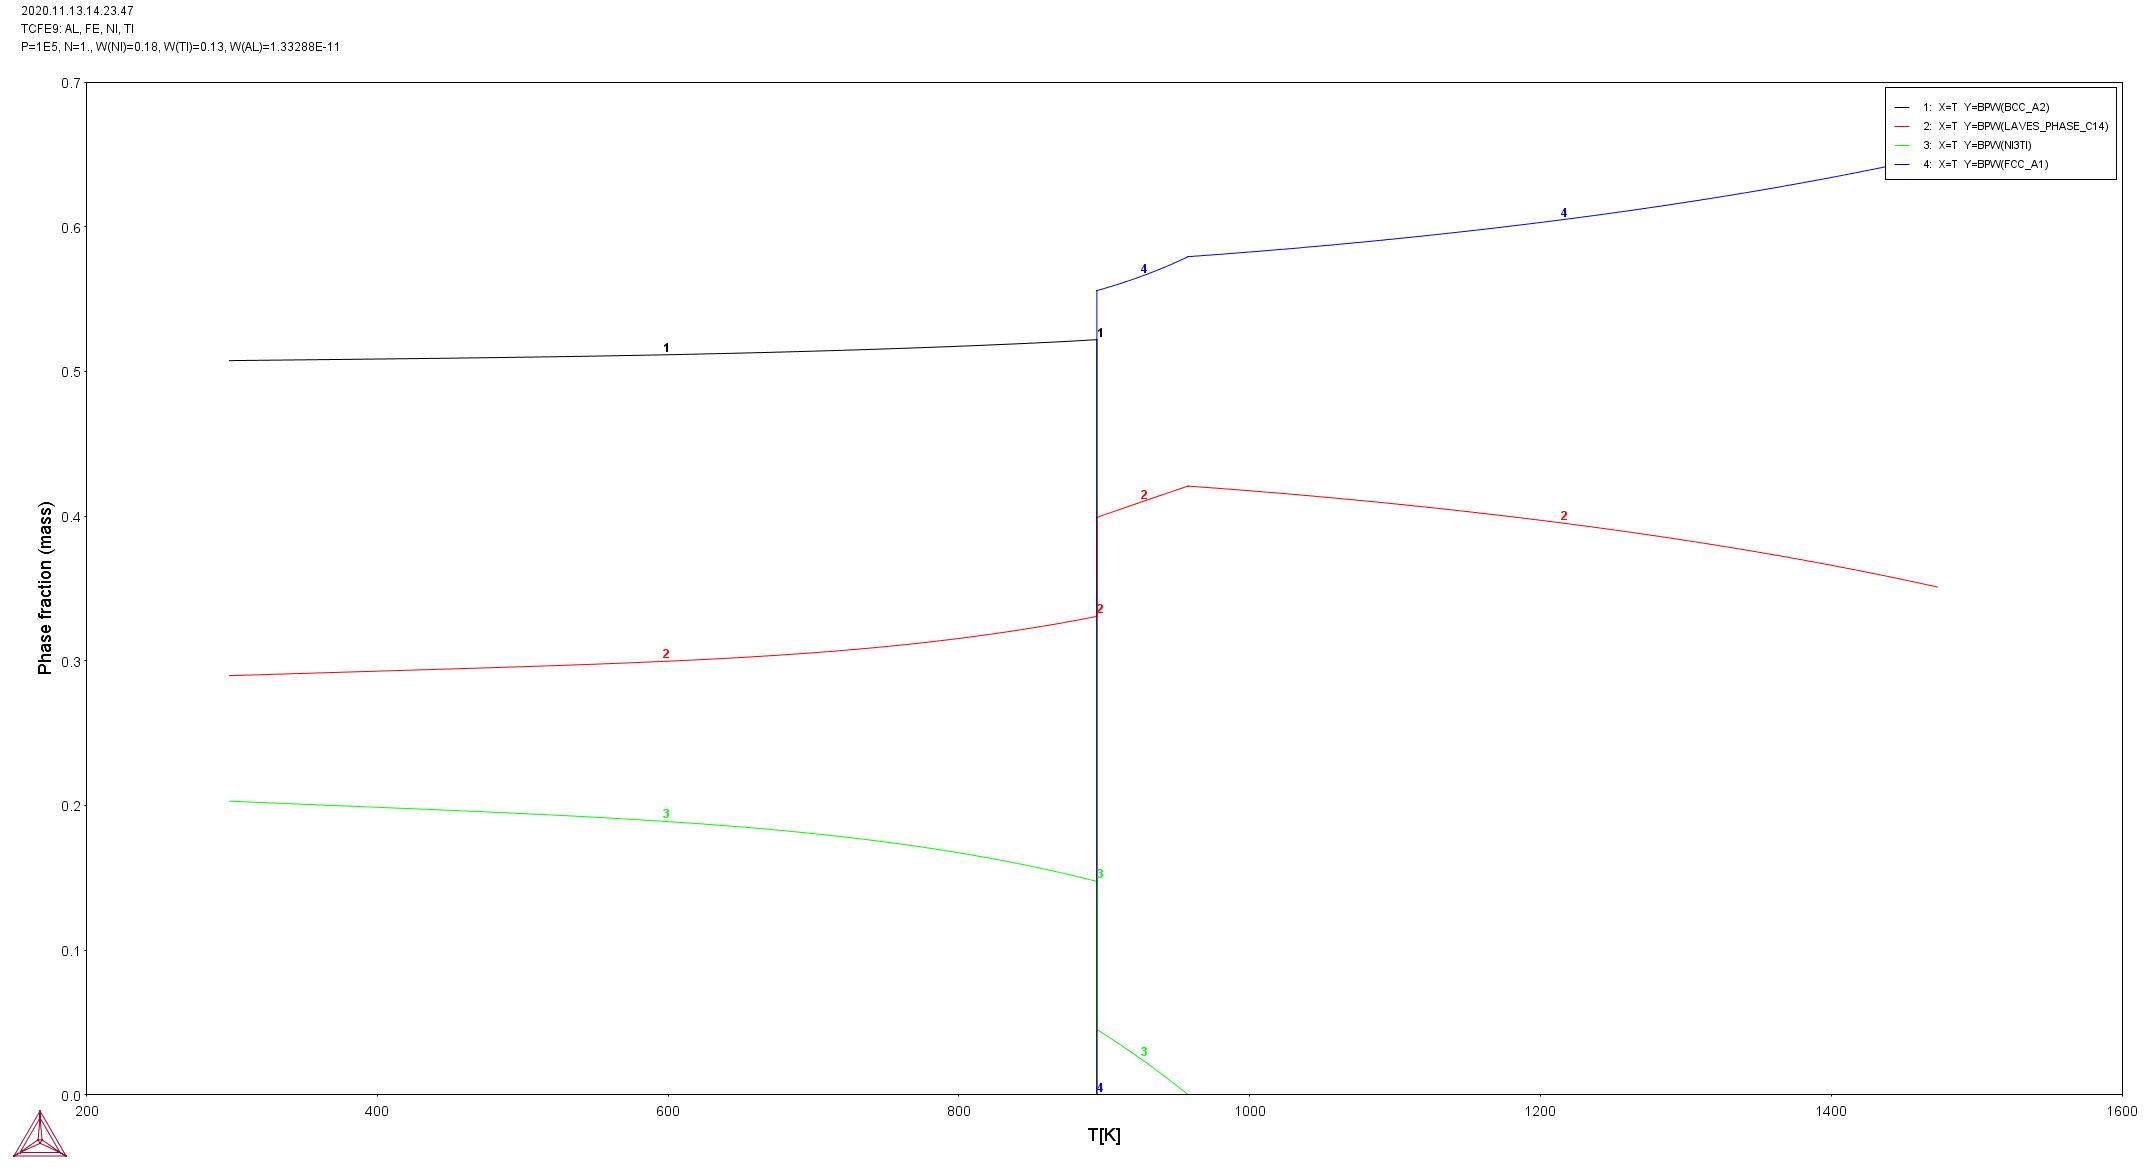 2020.11.13.14.23.47
TCFE9: AL, FE, NI, TI
P=1E5, N=1., W(NI)=0.18, W(TI)=0.13, W(AL)=1.33288E-11
1: X=T Y=BPW(BCC_A2)
2: X=T Y=BPW(LAVES_PHASE_C14)
3: X=T Y=BPW(NI3TI)
4: X=T Y=BPW(FCC_A1)
0.7
0.6
0.5
0.4
0.3
0.2
0.1
0.0
Phase fraction (mass)
4
4
1
1
2
2
2
2
3
3
3
4
200 400 600 800 1000 1200 1400 1600
T[K]